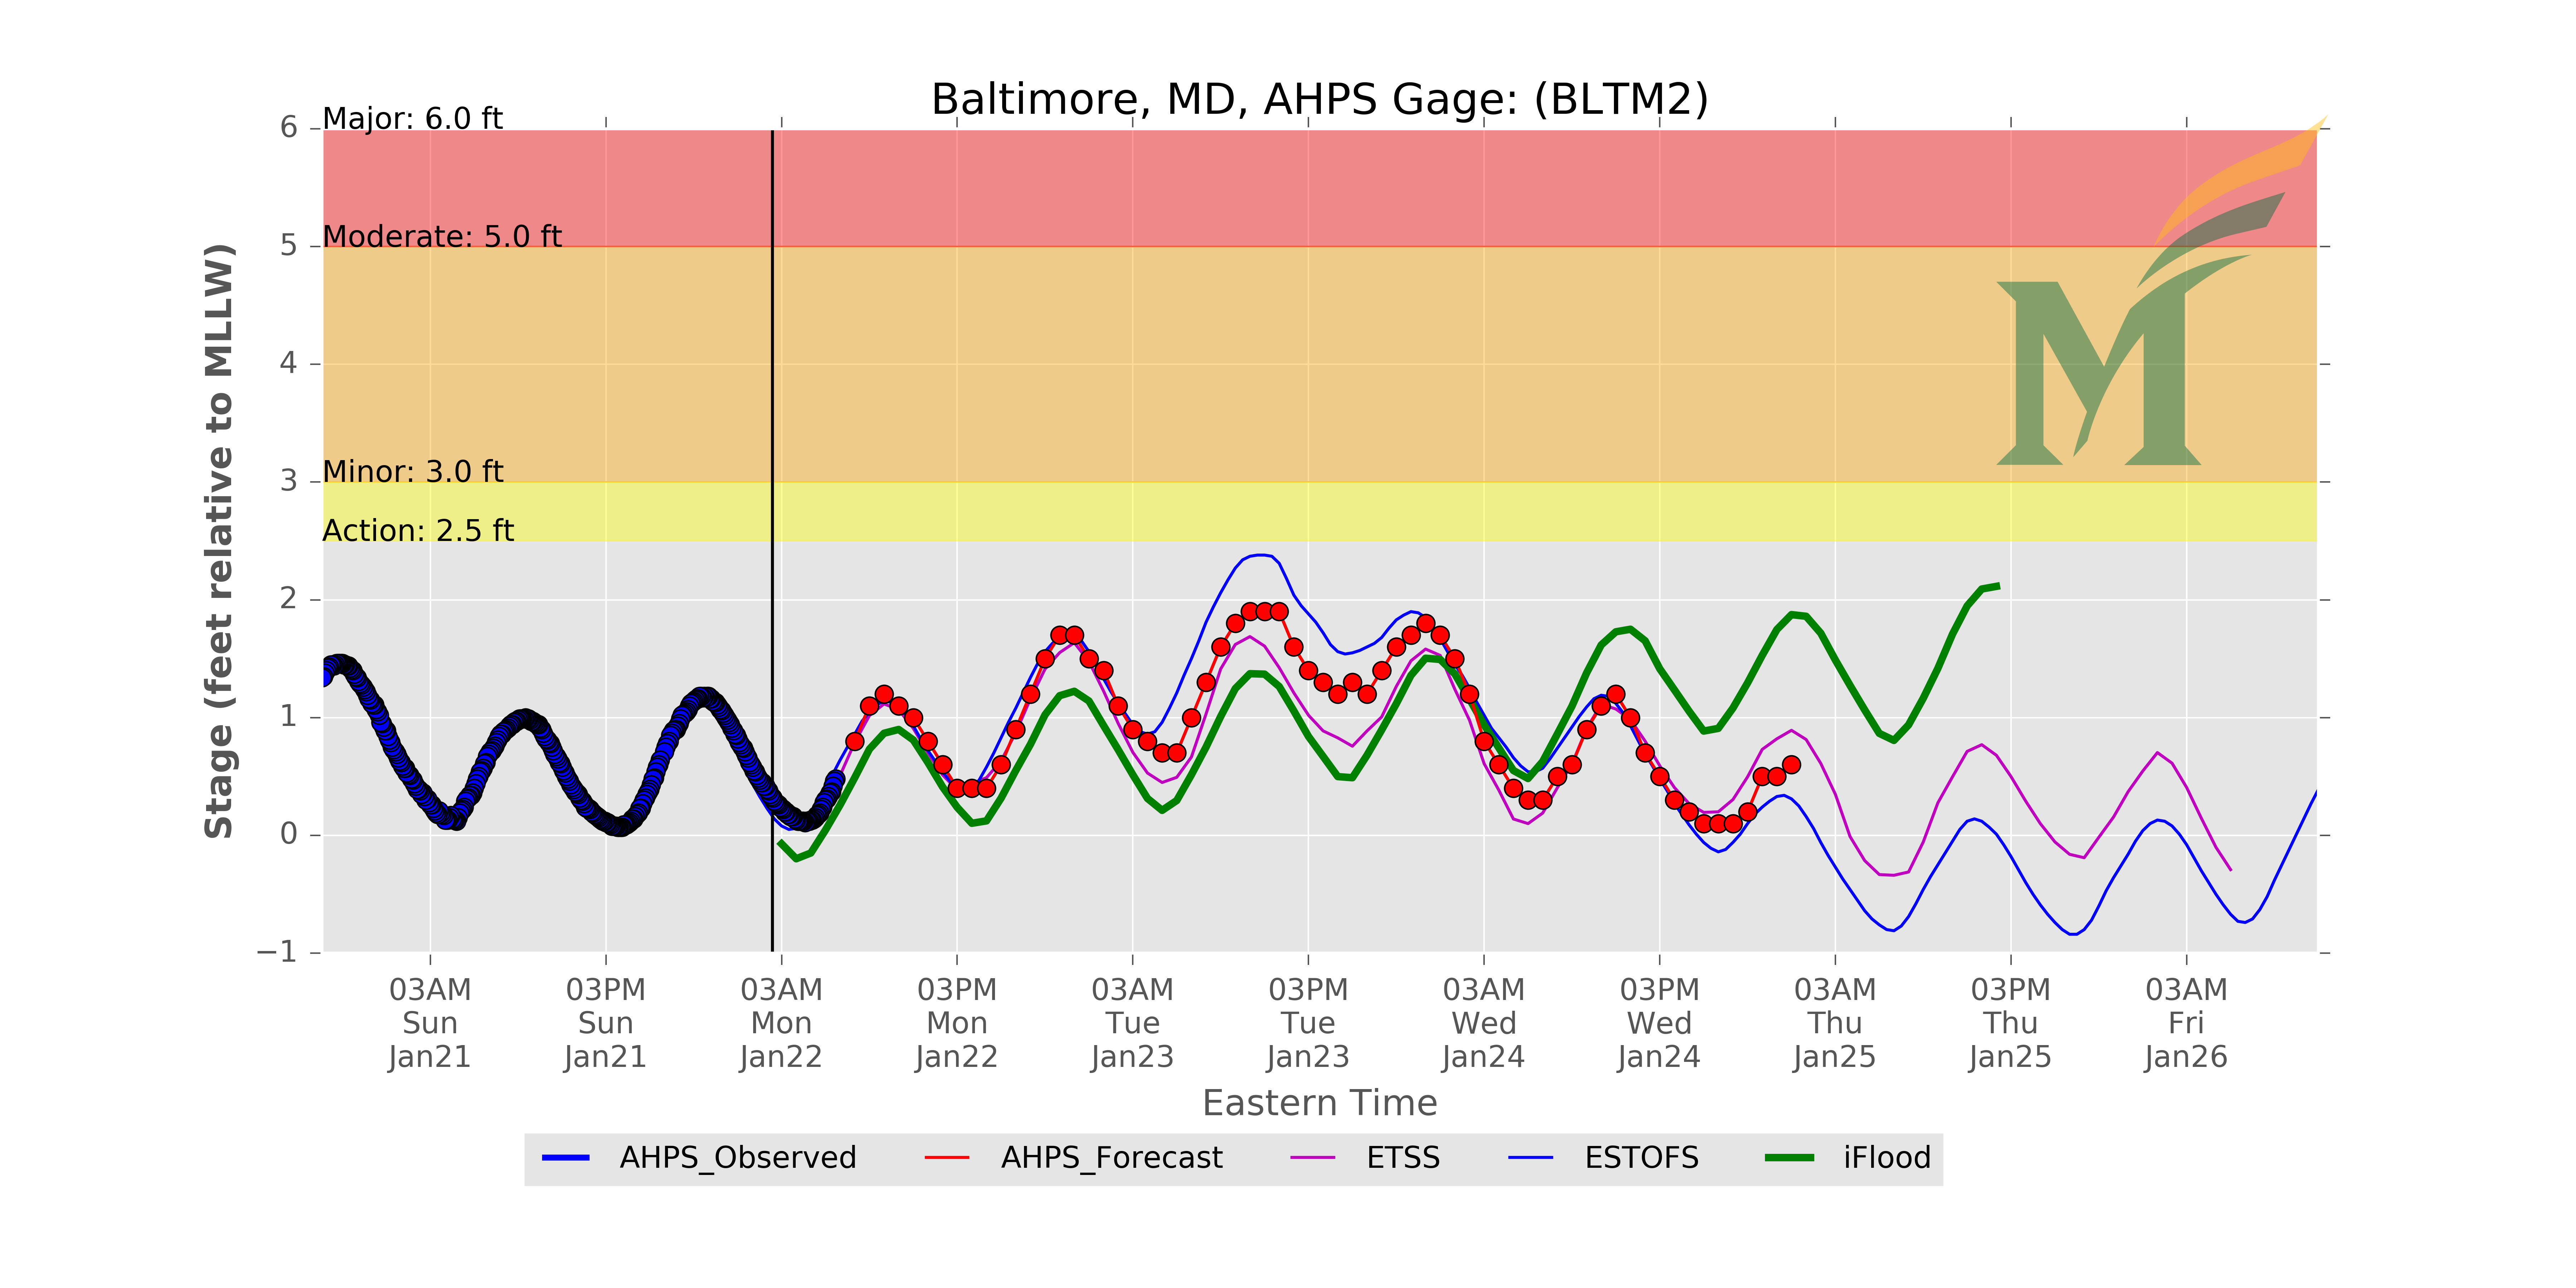 Baltimore, MD, AHPS Gage: (BLTM2)
Major: 6.0 ft
Moderate: 5.0 ft
Minor: 3.0 ft
Action: 2.5 ft
6
5
4
3
2
1
0
−1
Stage (feet relative to MLLW)
03AM 03PM 03AM 03PM 03AM 03PM 03AM 03PM 03AM 03PM 03AM
Sun Sun Mon Mon Tue Tue Wed Wed Thu Thu Fri
Jan21 Jan21 Jan22 Jan22 Jan23 Jan23 Jan24 Jan24 Jan25 Jan25 Jan26
Eastern Time
AHPS_Observed AHPS_Forecast ETSS ESTOFS iFlood
M